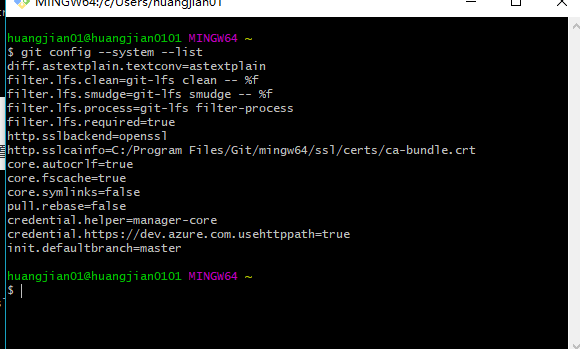 MINGW64:/c/Users/huangjian01
huangjian01@huangjian0101 MINGW64 ~
$ git config --system --list
diff.astextplain.textconv=astextplain
filter.lfs.clean=git-lfs clean -- %f
filter.lfs.smudge=git-lfs smudge -- %f
filter.lfs.process=git-lfs filter-process
filter.lfs.required=true
http.sslbackend=openssl
http.sslcainfo=C:/Program Files/Git/mingw64/ssl/certs/ca-bundle.crt
core.autocrlf=true
core.fscache=true
core.symlinks=false
pull.rebase=false
credential.helper=manager-core
credential.https://dev.azure.com.usehttppath=true
init.defaultbranch=master
huangjian01@huangjian0101 MINGW64 ~
$